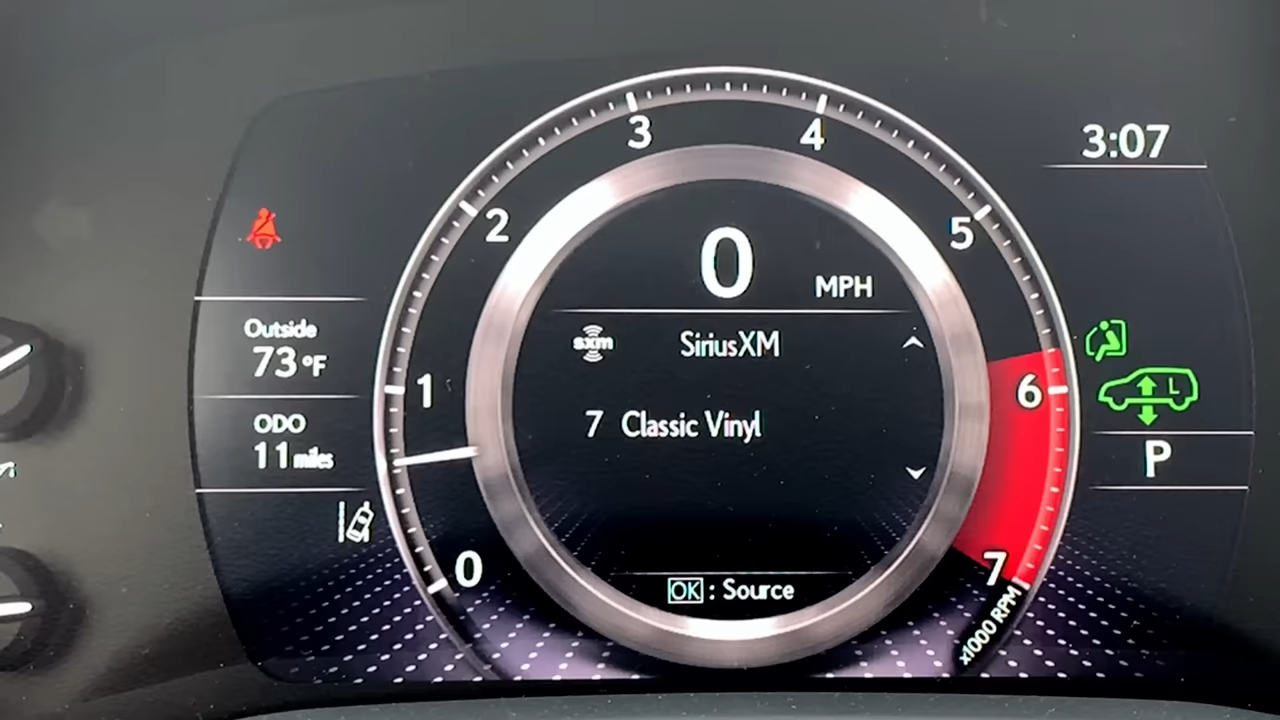 3
4
3:07
2
5
0
MPH
Outside
73 °F
sxm
SiriusXM
1
6
L
ODO
11 miles
7 Classic Vinyl
P
0
7
OK : Source
x1000 RPM